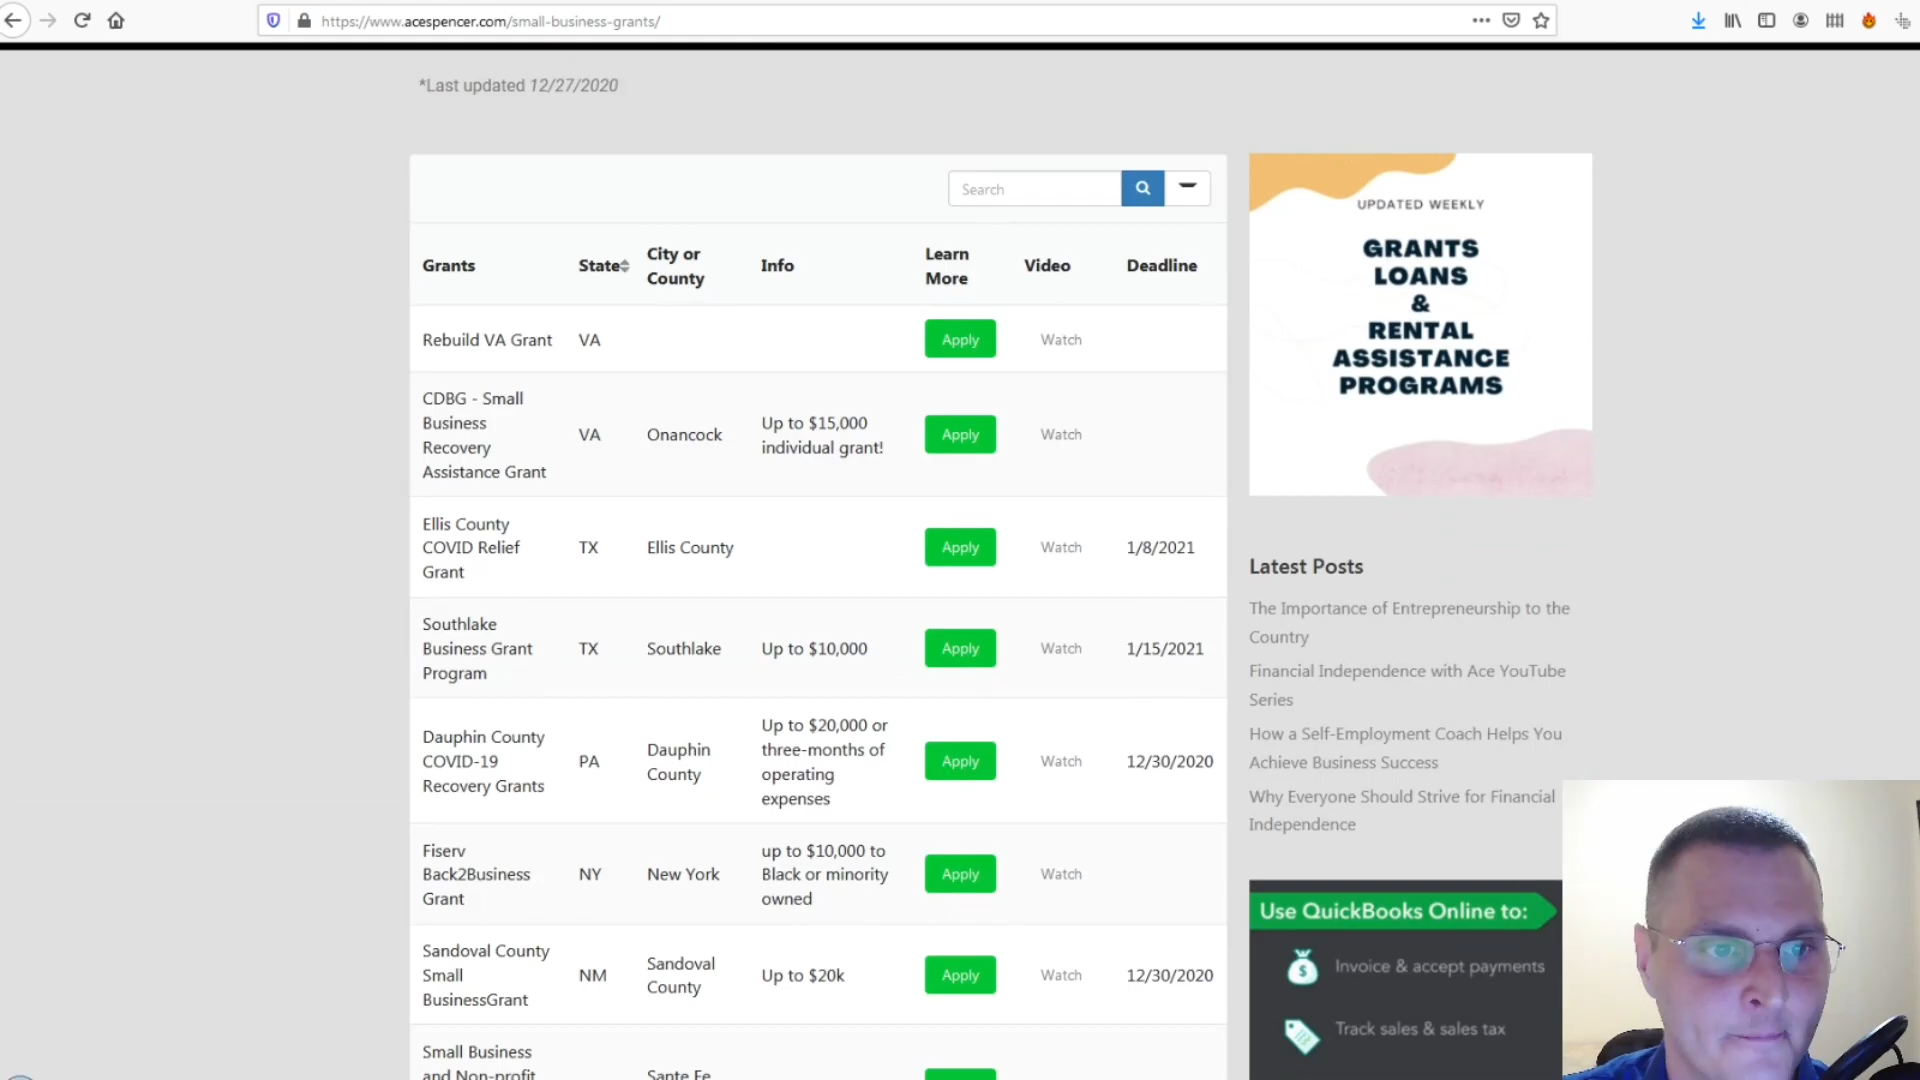 https://www.acespencer.com/small-business-grants/
*Last updated 12/27/2020
Search
Grants
State
City or
County
Info
Learn
More
Video
Deadline
Rebuild VA Grant
VA
Apply
Watch
CDBG - Small
Business
Recovery
Assistance Grant
VA
Onancock
Up to $15,000
individual grant!
Apply
Watch
Ellis County
COVID Relief
Grant
TX
Ellis County
Apply
Watch
1/8/2021
Southlake
Business Grant
Program
TX
Southlake
Up to $10,000
Apply
Watch
1/15/2021
Dauphin County
COVID-19
Recovery Grants
PA
Dauphin
County
Up to $20,000 or
three-months of
operating
expenses
Apply
Watch
12/30/2020
Fiserv
Back2Business
Grant
NY
New York
up to $10,000 to
Black or minority
owned
Apply
Watch
Sandoval County
Small
BusinessGrant
NM
Sandoval
County
Up to $20k
Apply
Watch
12/30/2020
Small Business
and Non-profit
Sante Fe
UPDATED WEEKLY
GRANTS
LOANS
&
RENTAL
ASSISTANCE
PROGRAMS
Latest Posts
The Importance of Entrepreneurship to the
Country
Financial Independence with Ace YouTube
Series
How a Self-Employment Coach Helps You
Achieve Business Success
Why Everyone Should Strive for Financial
Independence
Use QuickBooks Online to:
$
Invoice & accept payments
Track sales & sales tax